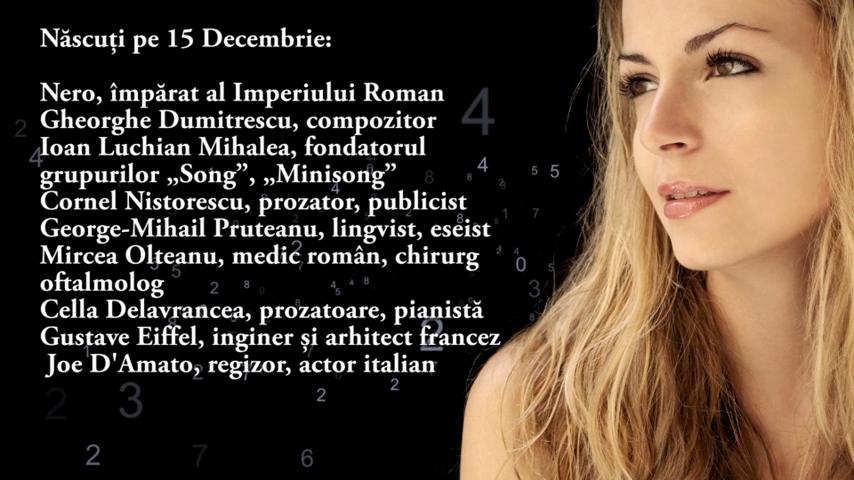 Născuți pe 15 Decembrie:
Nero, împărat al Imperiului Roman
Gheorghe Dumitrescu, compozitor
Ioan Luchian Mihalea, fondatorul
grupurilor „Song”, „Minisong”
Cornel Nistorescu, prozator, publicist
George-Mihail Pruteanu, lingvist, eseist
Mircea Olteanu, medic român, chirurg
oftalmolog
Cella Delavrancea, prozatoare, pianistă
Gustave Eiffel, inginer și arhitect francez
Joe D'Amato, regizor, actor italian